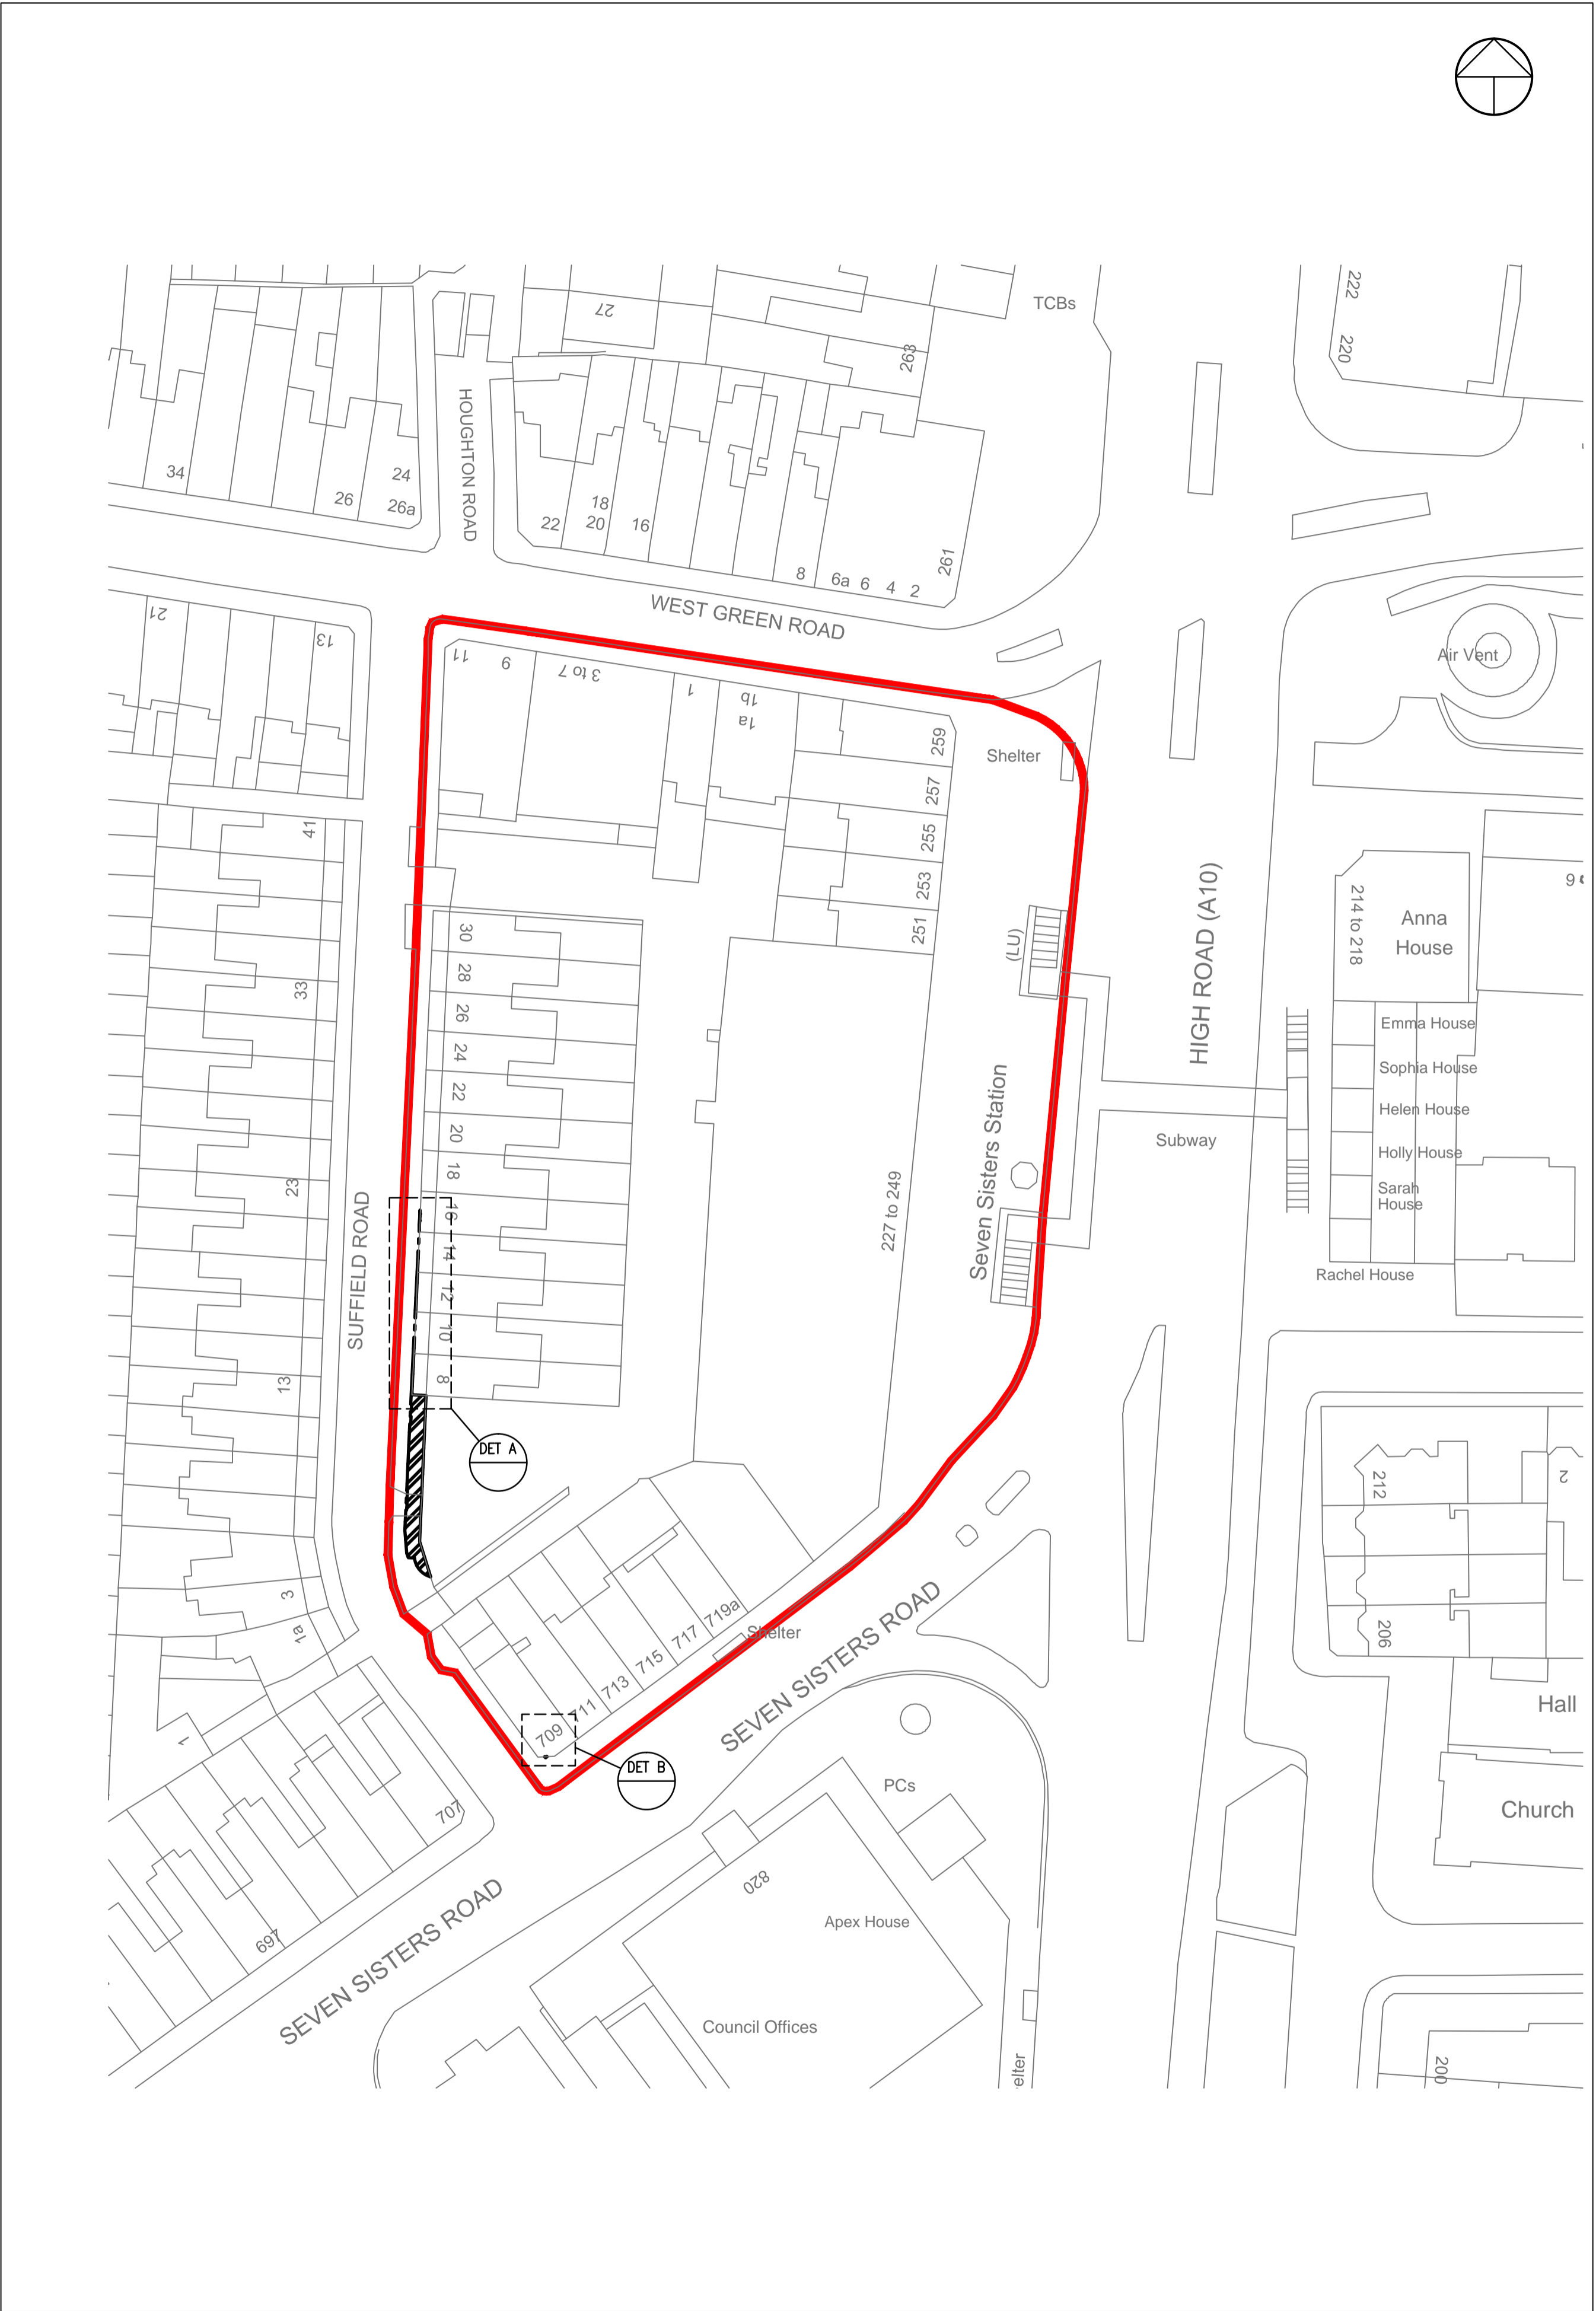 TCBs
222
220
27
263
HOUGHTON ROAD
34
26
24
26a
22
18
20
16
8
6a
6
4
2
261
WEST GREEN ROAD
21
13
11
9
3 to 7
1
1b
1a
259
257
255
253
251
Shelter
Air Vent
41
33
23
13
3
1a
1
30
28
26
24
22
20
18
16
14
12
10
8
SUFFIELD ROAD
(LU)
Seven Sisters Station
227 to 249
HIGH ROAD (A10)
Subway
214 to 218
Anna
House
Emma House
Sophia House
Helen House
Holly House
Sarah
House
Rachel House
DET A
212
2
206
719a
717
715
713
711
709
Shelter
SEVEN SISTERS ROAD
DET B
Hall
Church
PCs
707
697
SEVEN SISTERS ROAD
820
Apex House
Council Offices
elter
200